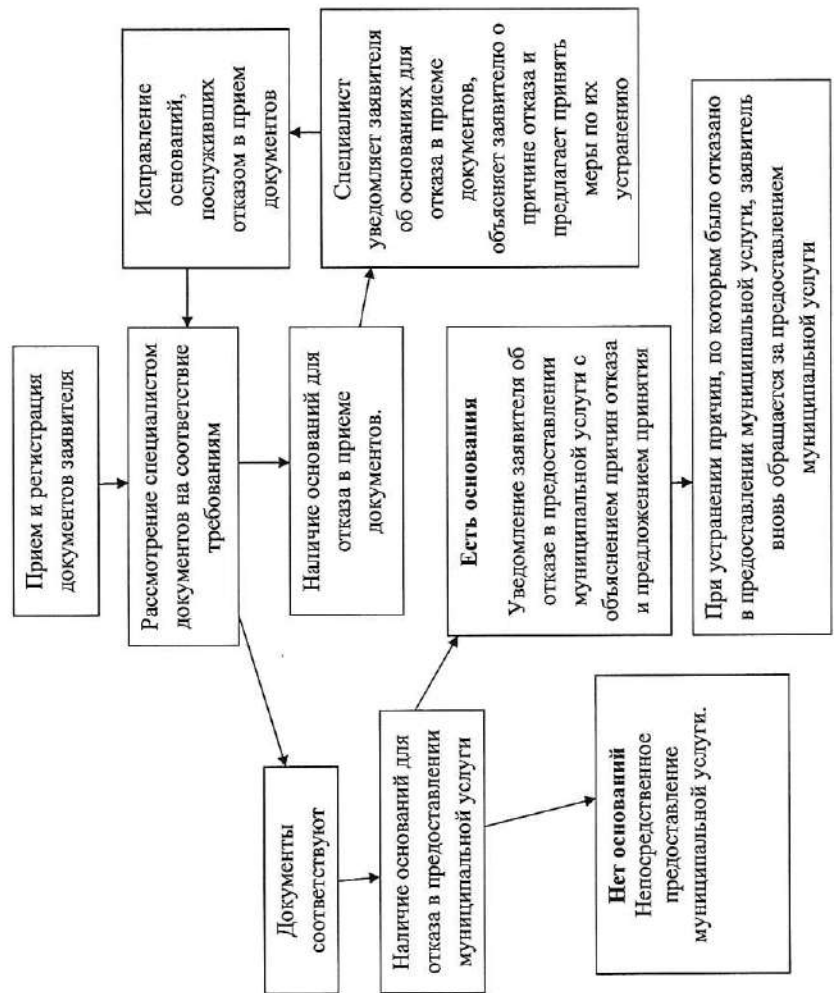 Прием и регистрация
документов заявителя
Рассмотрение специалистом
документов на соответствие
требованиям
Исправление
оснований,
послуживших
отказом в прием
документов
Наличие оснований для
отказа в приеме
документов.
Специалист
уведомляет заявителя
об основаниях для
отказа в приеме
документов,
объясняет заявителю о
причине отказа и
предлагает принять
меры по их
устранению
Документы
соответствуют
Наличие оснований для
отказа в предоставлении
муниципальной услуги
Есть основания
Уведомление заявителя об
отказе в предоставлении
муниципальной услуги с
объяснением причин отказа
и предложением принятия
Нет оснований
Непосредственное
предоставление
муниципальной услуги.
При устранении причин, по которым было отказано
в предоставлении муниципальной услуги, заявитель
вновь обращается за предоставлением
муниципальной услуги